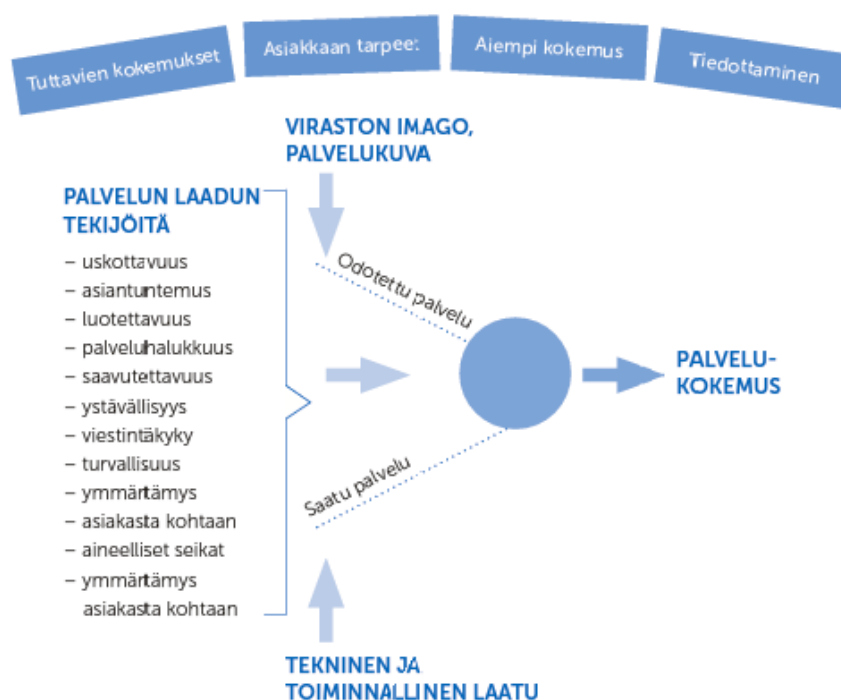 Tuttavien kokemukset
Asiakkaan tarpee:
Aiempi kokemus
Tiedottaminen
VIRASTON IMAGO,
PALVELUKUVA
PALVELUN LAADUN
TEKIJÖITÄ
– uskottavuus
– asiantuntemus
– luotettavuus
– palveluhalukkuus
– saavutettavuus
– ystävällisyys
– viestintäkyky
– turvallisuus
– ymmärtämys
– asiakasta kohtaan
– aineelliset seikat
– ymmärtämys
asiakasta kohtaan
Odotettu palvelu
Saatu palvelu
PALVELU-
KOKEMUS
TEKNINEN JA
TOIMINNALLINEN LAATU